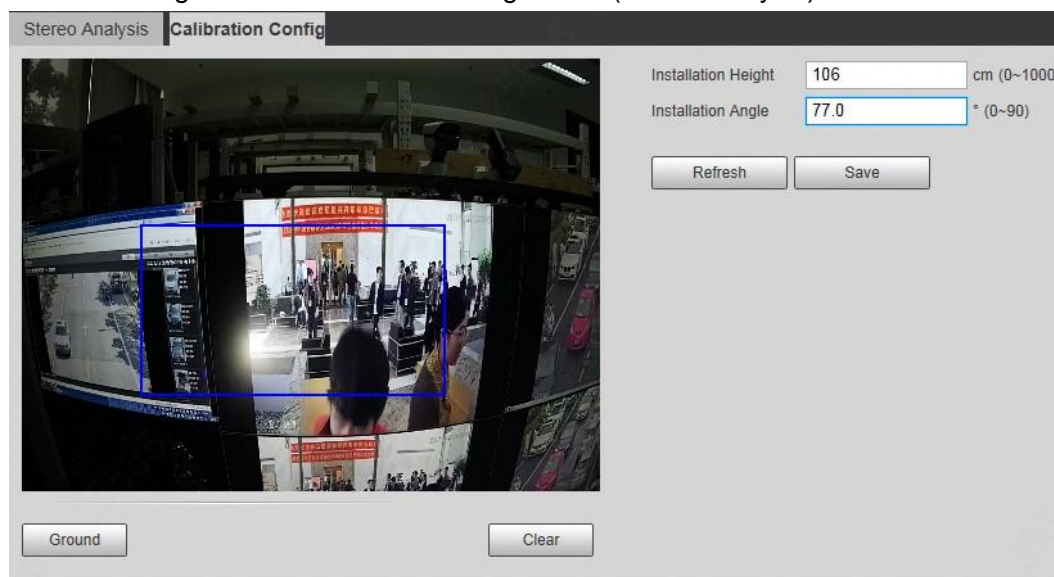 Stereo Analysis Calibration Config
Installation Height 106 cm (0~1000
Installation Angle 77.0 ° (0~90)
Refresh Save
Ground Clear